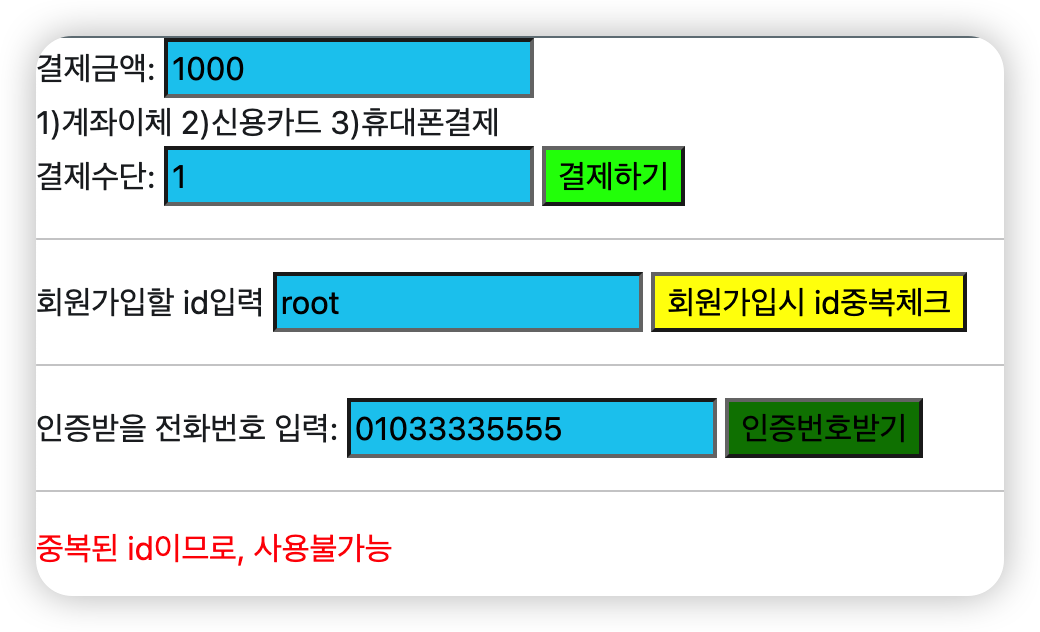 결제금액: 1000
1)계좌이체 2)신용카드 3)휴대폰결제
결제수단: 1 결제하기
회원가입할 id입력 root 회원가입시 id중복체크
인증받을 전화번호 입력: 01033335555 인증번호받기
중복된 id이므로, 사용불가능